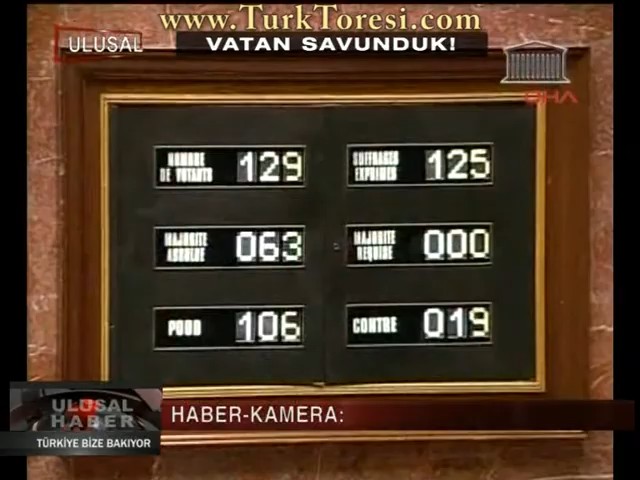 www.TurkToresi.com
ULUSAL
VATAN SAVUNDUK!
NOMBRE
DE VOTANTS
129
SUFFRAGES
EXPRIMES
125
MAJORITE
ABSOLUE
063
MAJORITE
REQUISE
000
POUR
106
CONTRE
019
ULUSAL
HABER
TÜRKİYE BİZE BAKIYOR
HABER-KAMERA: